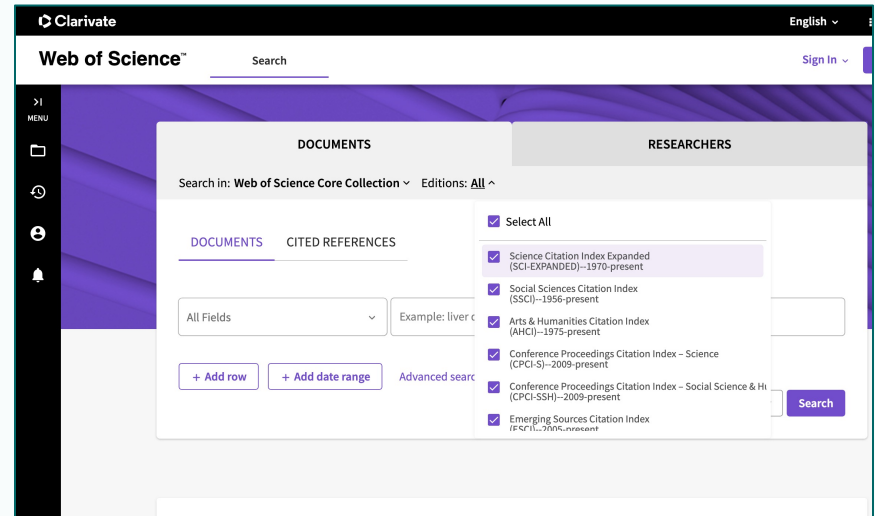 Clarivate
English
Web of Science™
Search
Sign In
MENU
DOCUMENTS
RESEARCHERS
Search in: Web of Science Core Collection Editions: All
Select All
DOCUMENTS CITED REFERENCES
Science Citation Index Expanded
(SCI-EXPANDED)--1970-present
Social Sciences Citation Index
(SSCI)--1956-present
All Fields
Example: liver
Arts & Humanities Citation Index
(AHCI)--1975-present
Conference Proceedings Citation Index – Science
(CPCI-S)--2009-present
+ Add row
+ Add date range
Advanced
Conference Proceedings Citation Index – Social Science &
(CPCI-SSH)--2009-present
Search
Emerging Sources Citation Index
(ESCI)--2005-present